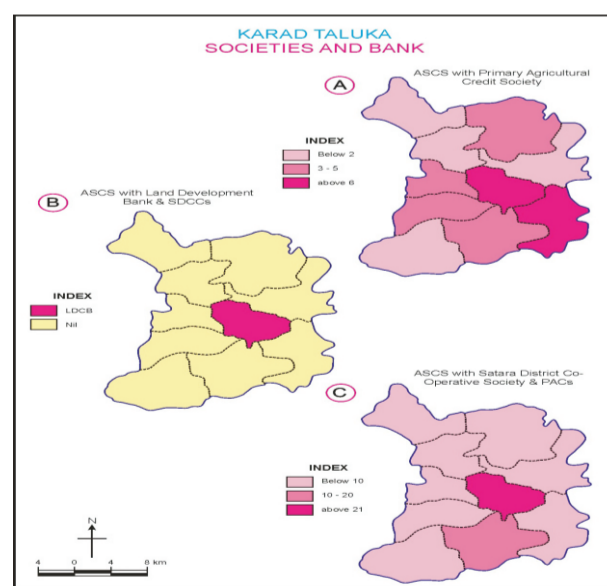 KARAD TALUKA
SOCIETIES AND BANK
A
ASCS with Primary Agricultural
Credit Society
INDEX
Below 2
3 - 5
above 6
B
ASCS with Land Development
Bank & SDCCs
INDEX
LDCB
Nil
C
ASCS with Satara District Co-
Operative Society & PACs
INDEX
Below 10
10 - 20
above 21
N
4 0 4 8 km